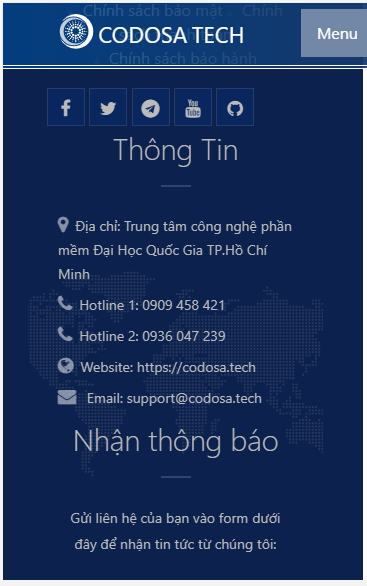 Chính sách bảo mật Chính
CODOSA TECH
Menu
Chính sách bảo hành
Thông Tin
Địa chỉ: Trung tâm công nghệ phần
mềm Đại Học Quốc Gia TP.Hồ Chí
Minh
Hotline 1: 0909 458 421
Hotline 2: 0936 047 239
Website: https://codosa.tech
Email: support@codosa.tech
Nhận thông báo
Gửi liên hệ của bạn vào form dưới
đây để nhận tin tức từ chúng tôi: